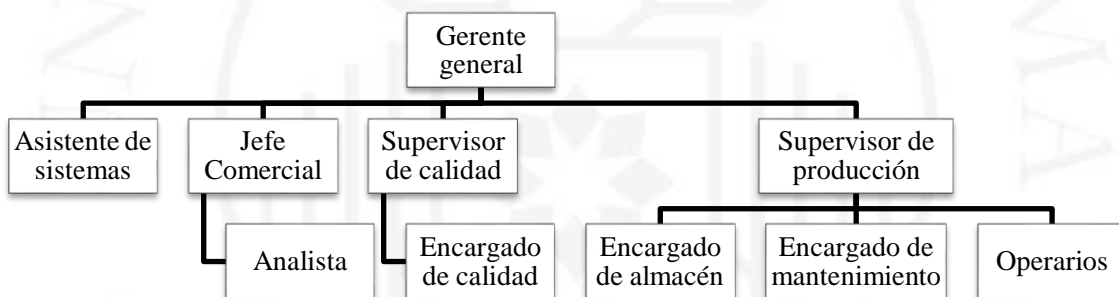 Gerente
general
Asistente de
sistemas
Jefe
Comercial
Supervisor
de calidad
Supervisor de
producción
Analista
Encargado
de calidad
Encargado
de almacén
Encargado de
mantenimiento
Operarios